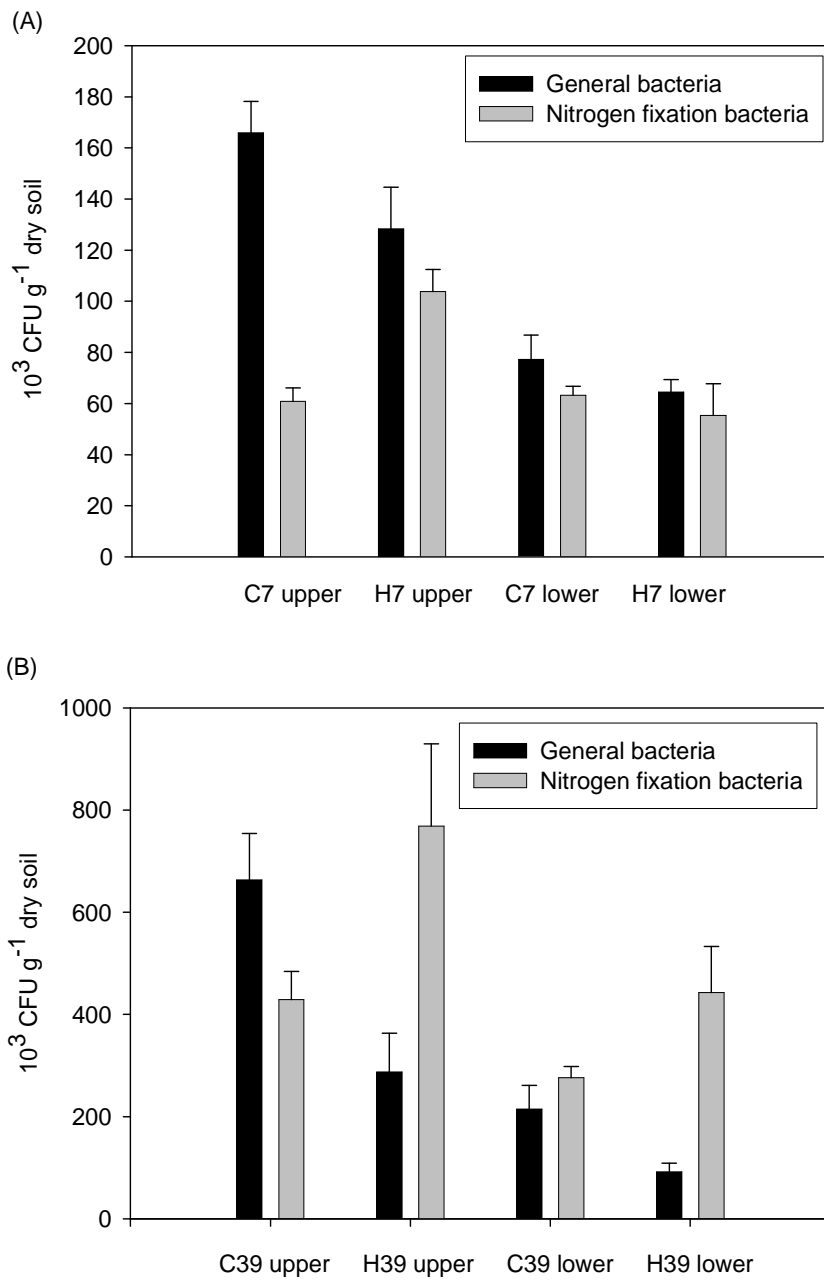 (A)
200
180
160
140
120
100
80
60
40
20
0
10³ CFU g⁻¹ dry soil
General bacteria
Nitrogen fixation bacteria
C7 upper H7 upper C7 lower H7 lower
(B)
1000
800
600
400
200
0
10³ CFU g⁻¹ dry soil
General bacteria
Nitrogen fixation bacteria
C39 upper H39 upper C39 lower H39 lower